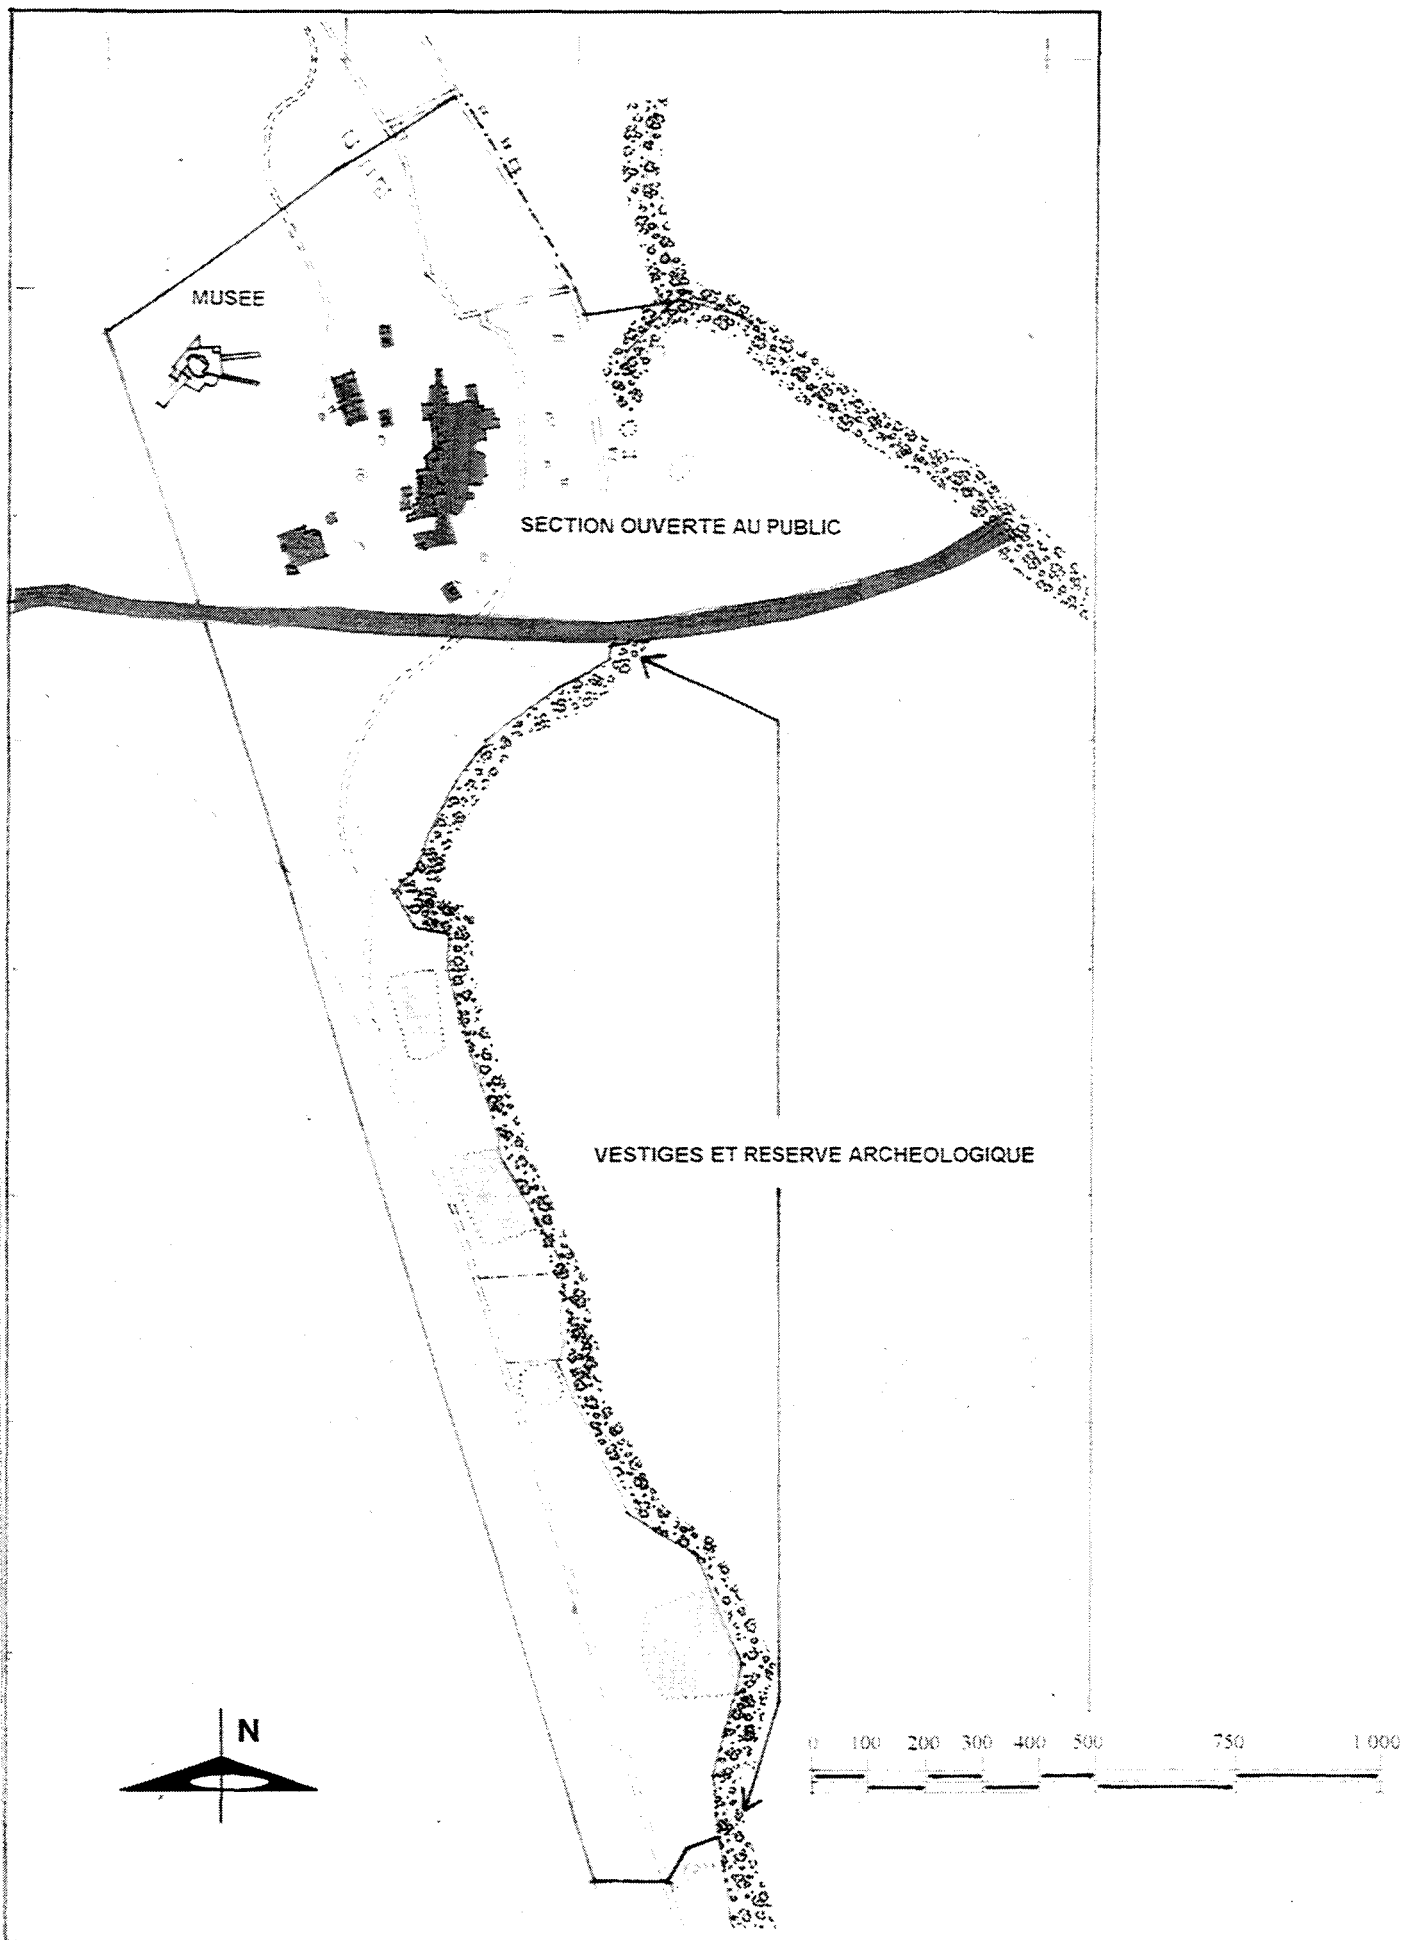 MUSEE
SECTION OUVERTE AU PUBLIC
VESTIGES ET RESERVE ARCHEOLOGIQUE
N
0 100 200 300 400 500 750 1 000